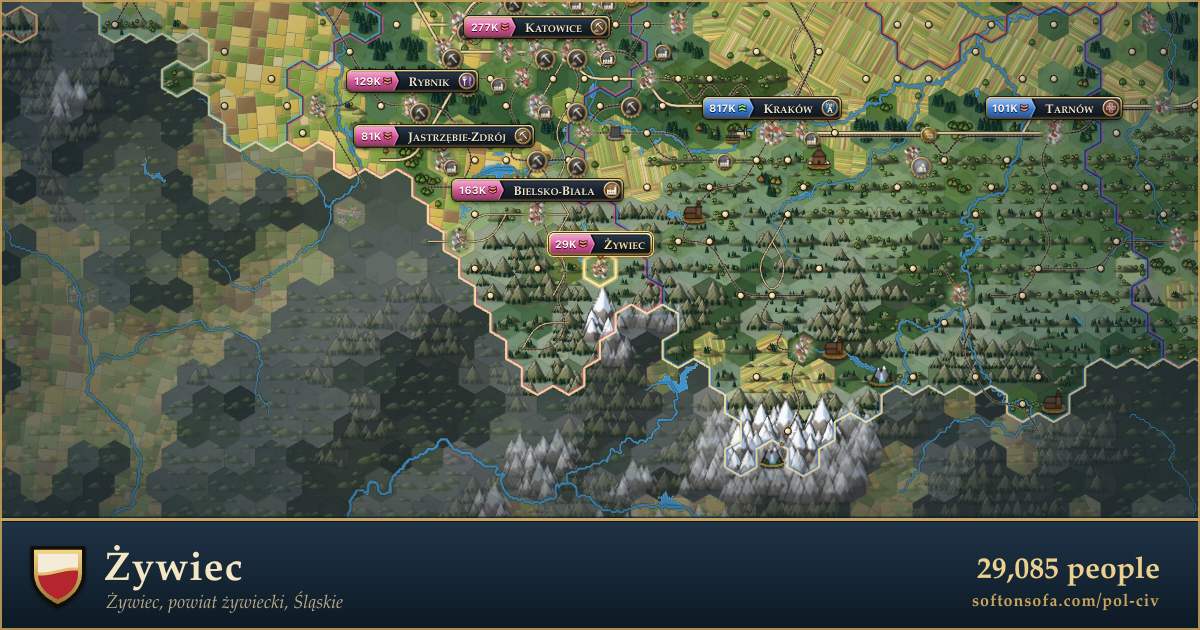 277K KATOWICE
129K RYBNIK
817K KRAKÓW
101K TARNÓW
81K JASTRZĘBIE-ZDRÓJ
163K BIELSKO-BIAŁA
29K ŻYWIEC
Żywiec
Żywiec, powiat żywiecki, Śląskie
29,085 people
softonsofa.com/pol-civ